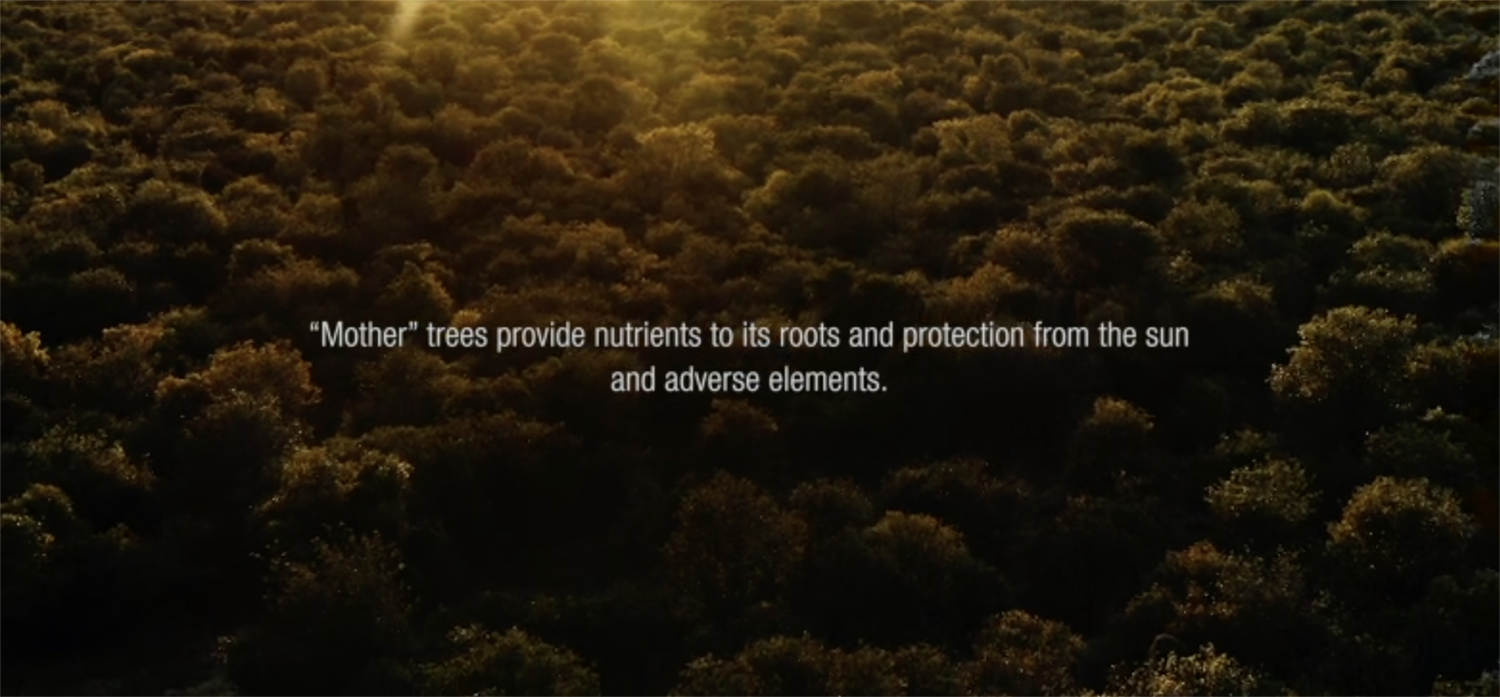 “Mother” trees provide nutrients to its roots and protection from the sun
and adverse elements.